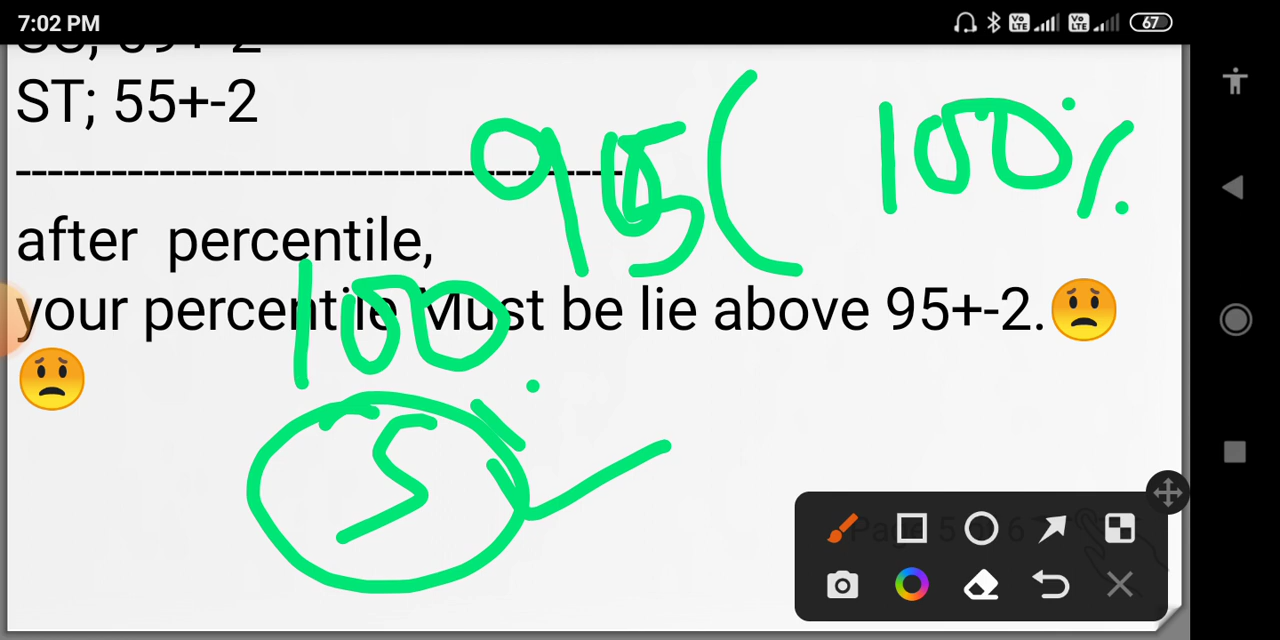 7:02 PM
67
ST; 55+-2
95( 100%
after percentile,
your percentile Must be lie above 95+-2.😟
😟
100
5